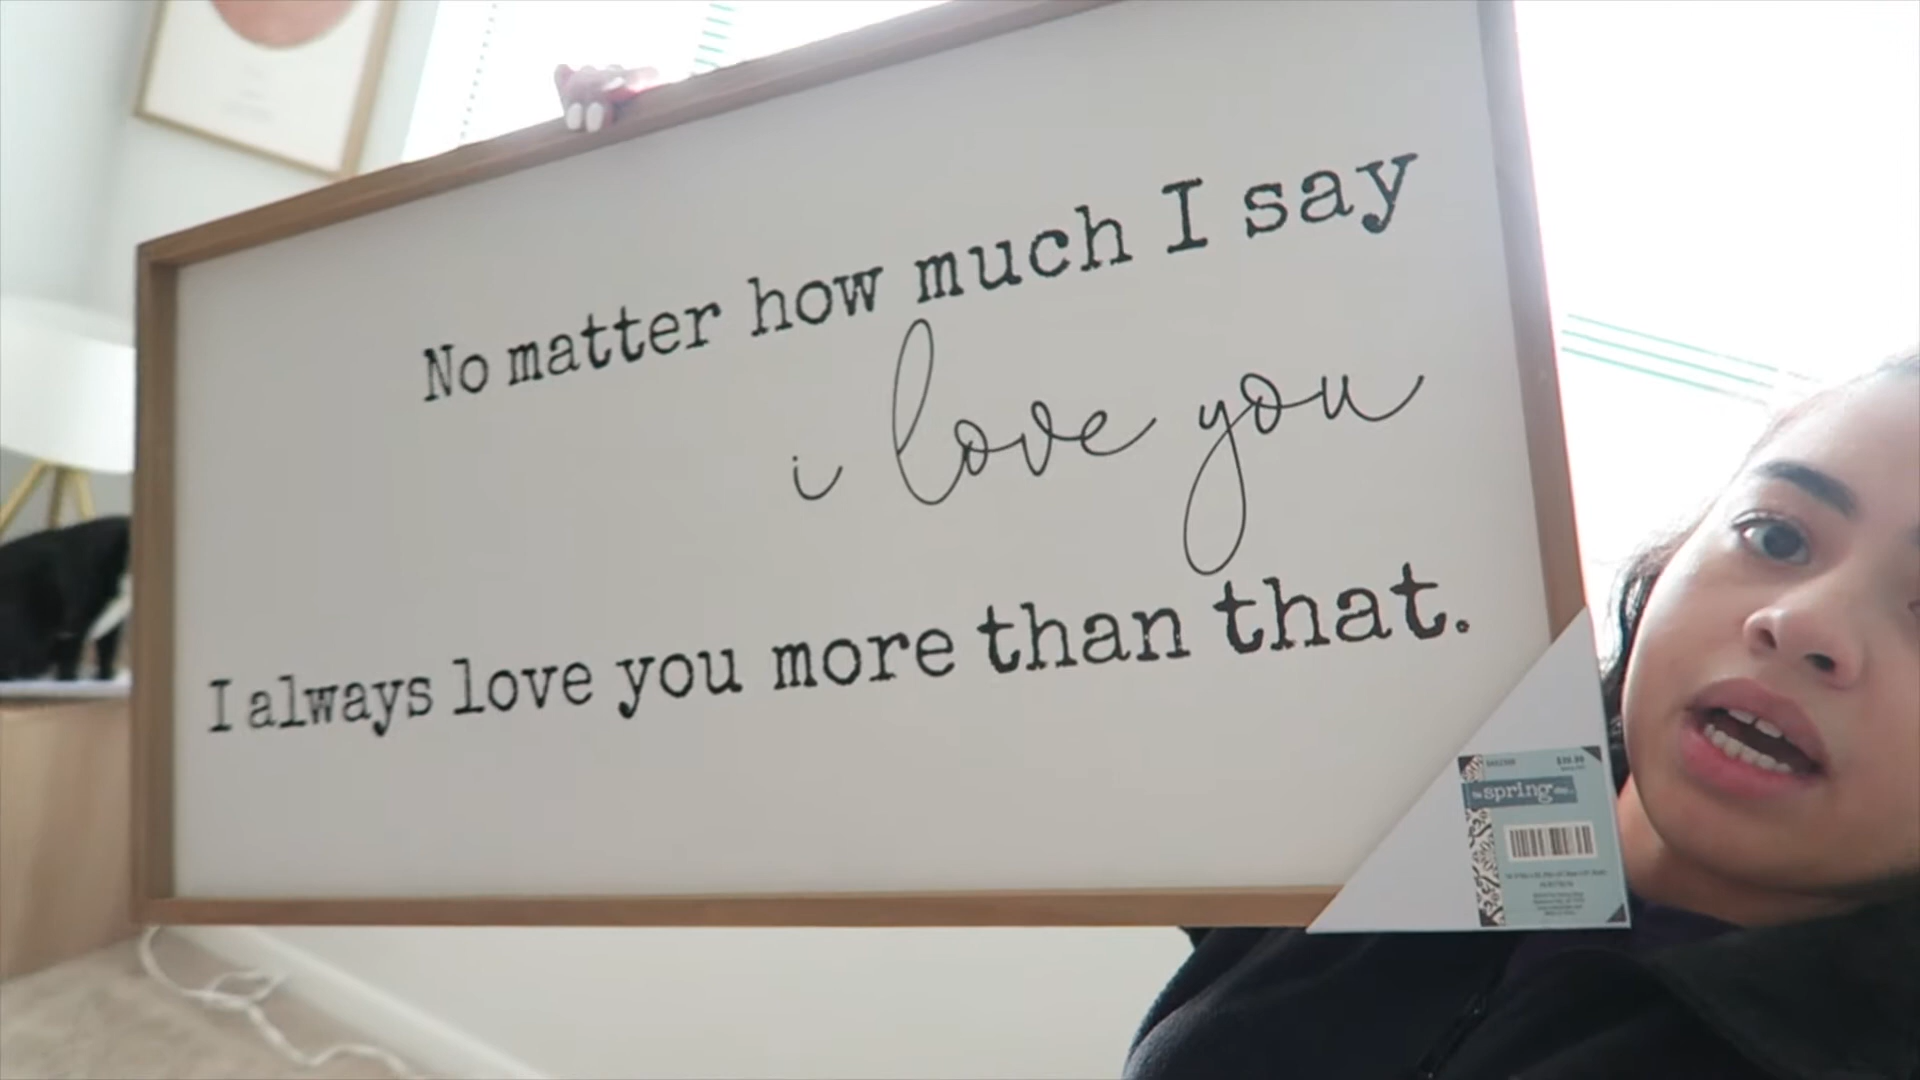 No matter how much I say
i love you
I always love you more than that.
spring